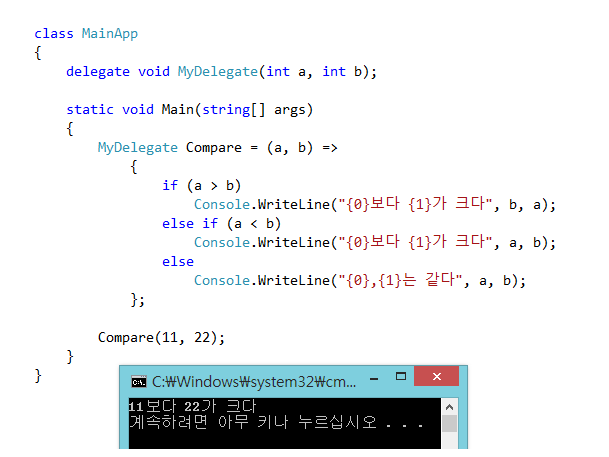 class MainApp
{
    delegate void MyDelegate(int a, int b);

    static void Main(string[] args)
    {
        MyDelegate Compare = (a, b) =>
            {
                if (a > b)
                    Console.WriteLine("{0}보다 {1}가 크다", b, a);
                else if (a < b)
                    Console.WriteLine("{0}보다 {1}가 크다", a, b);
                else
                    Console.WriteLine("{0},{1}는 같다", a, b);
            };

        Compare(11, 22);
    }
}
C:₩Windows₩system32₩cm...
11보다 22가 크다
계속하려면 아무 키나 누르십시오 . . .